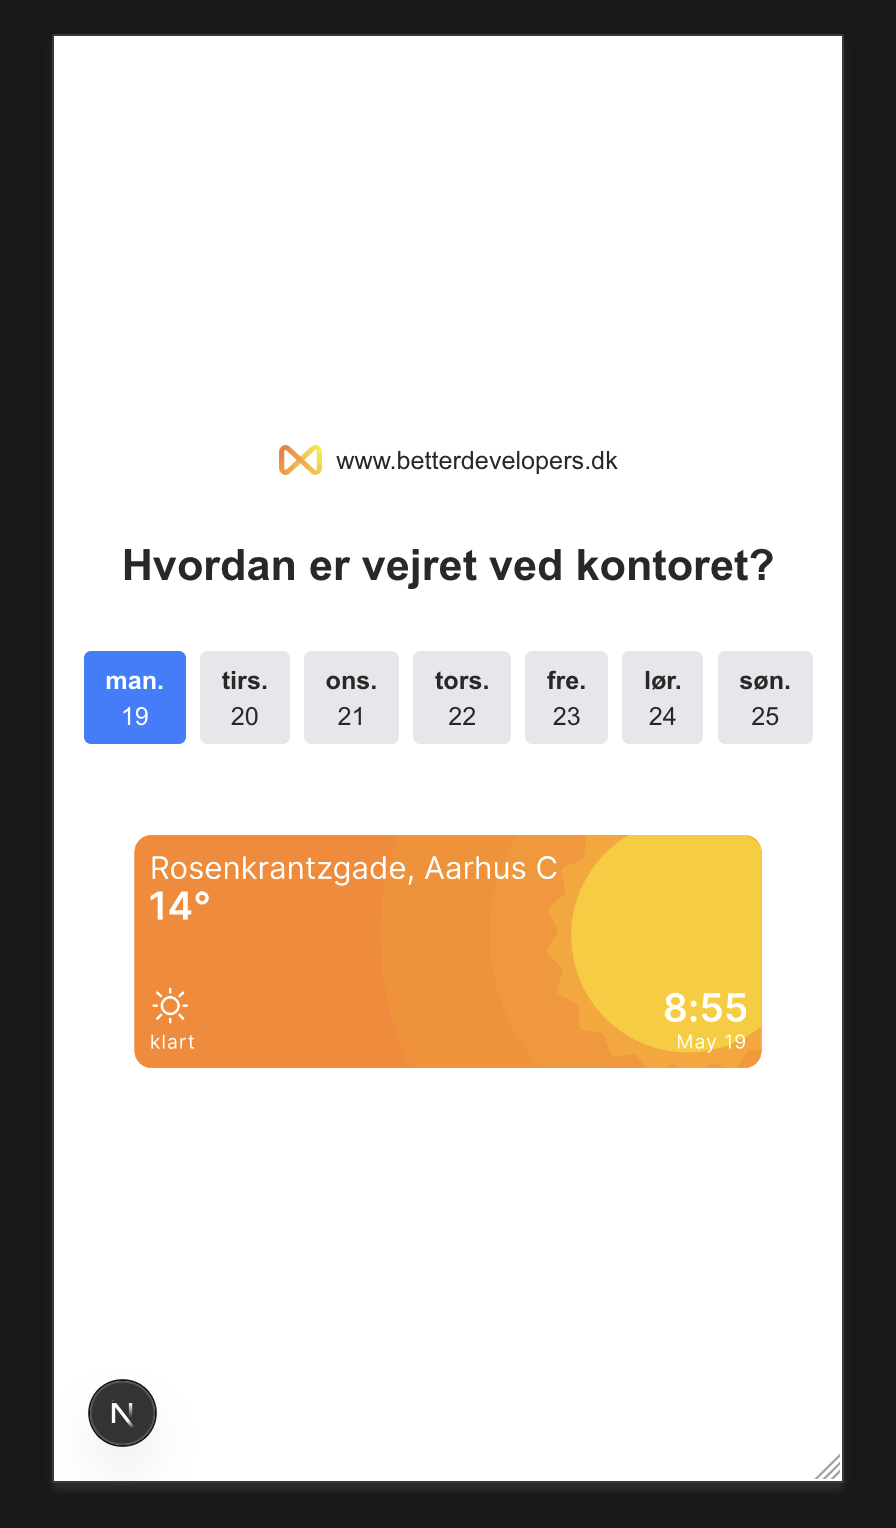 www.betterdevelopers.dk
Hvordan er vejret ved kontoret?
man. tirs. ons. tors. fre. lør. søn.
19 20 21 22 23 24 25
Rosenkrantzgade, Aarhus C
14°
8:55
klart May 19
N